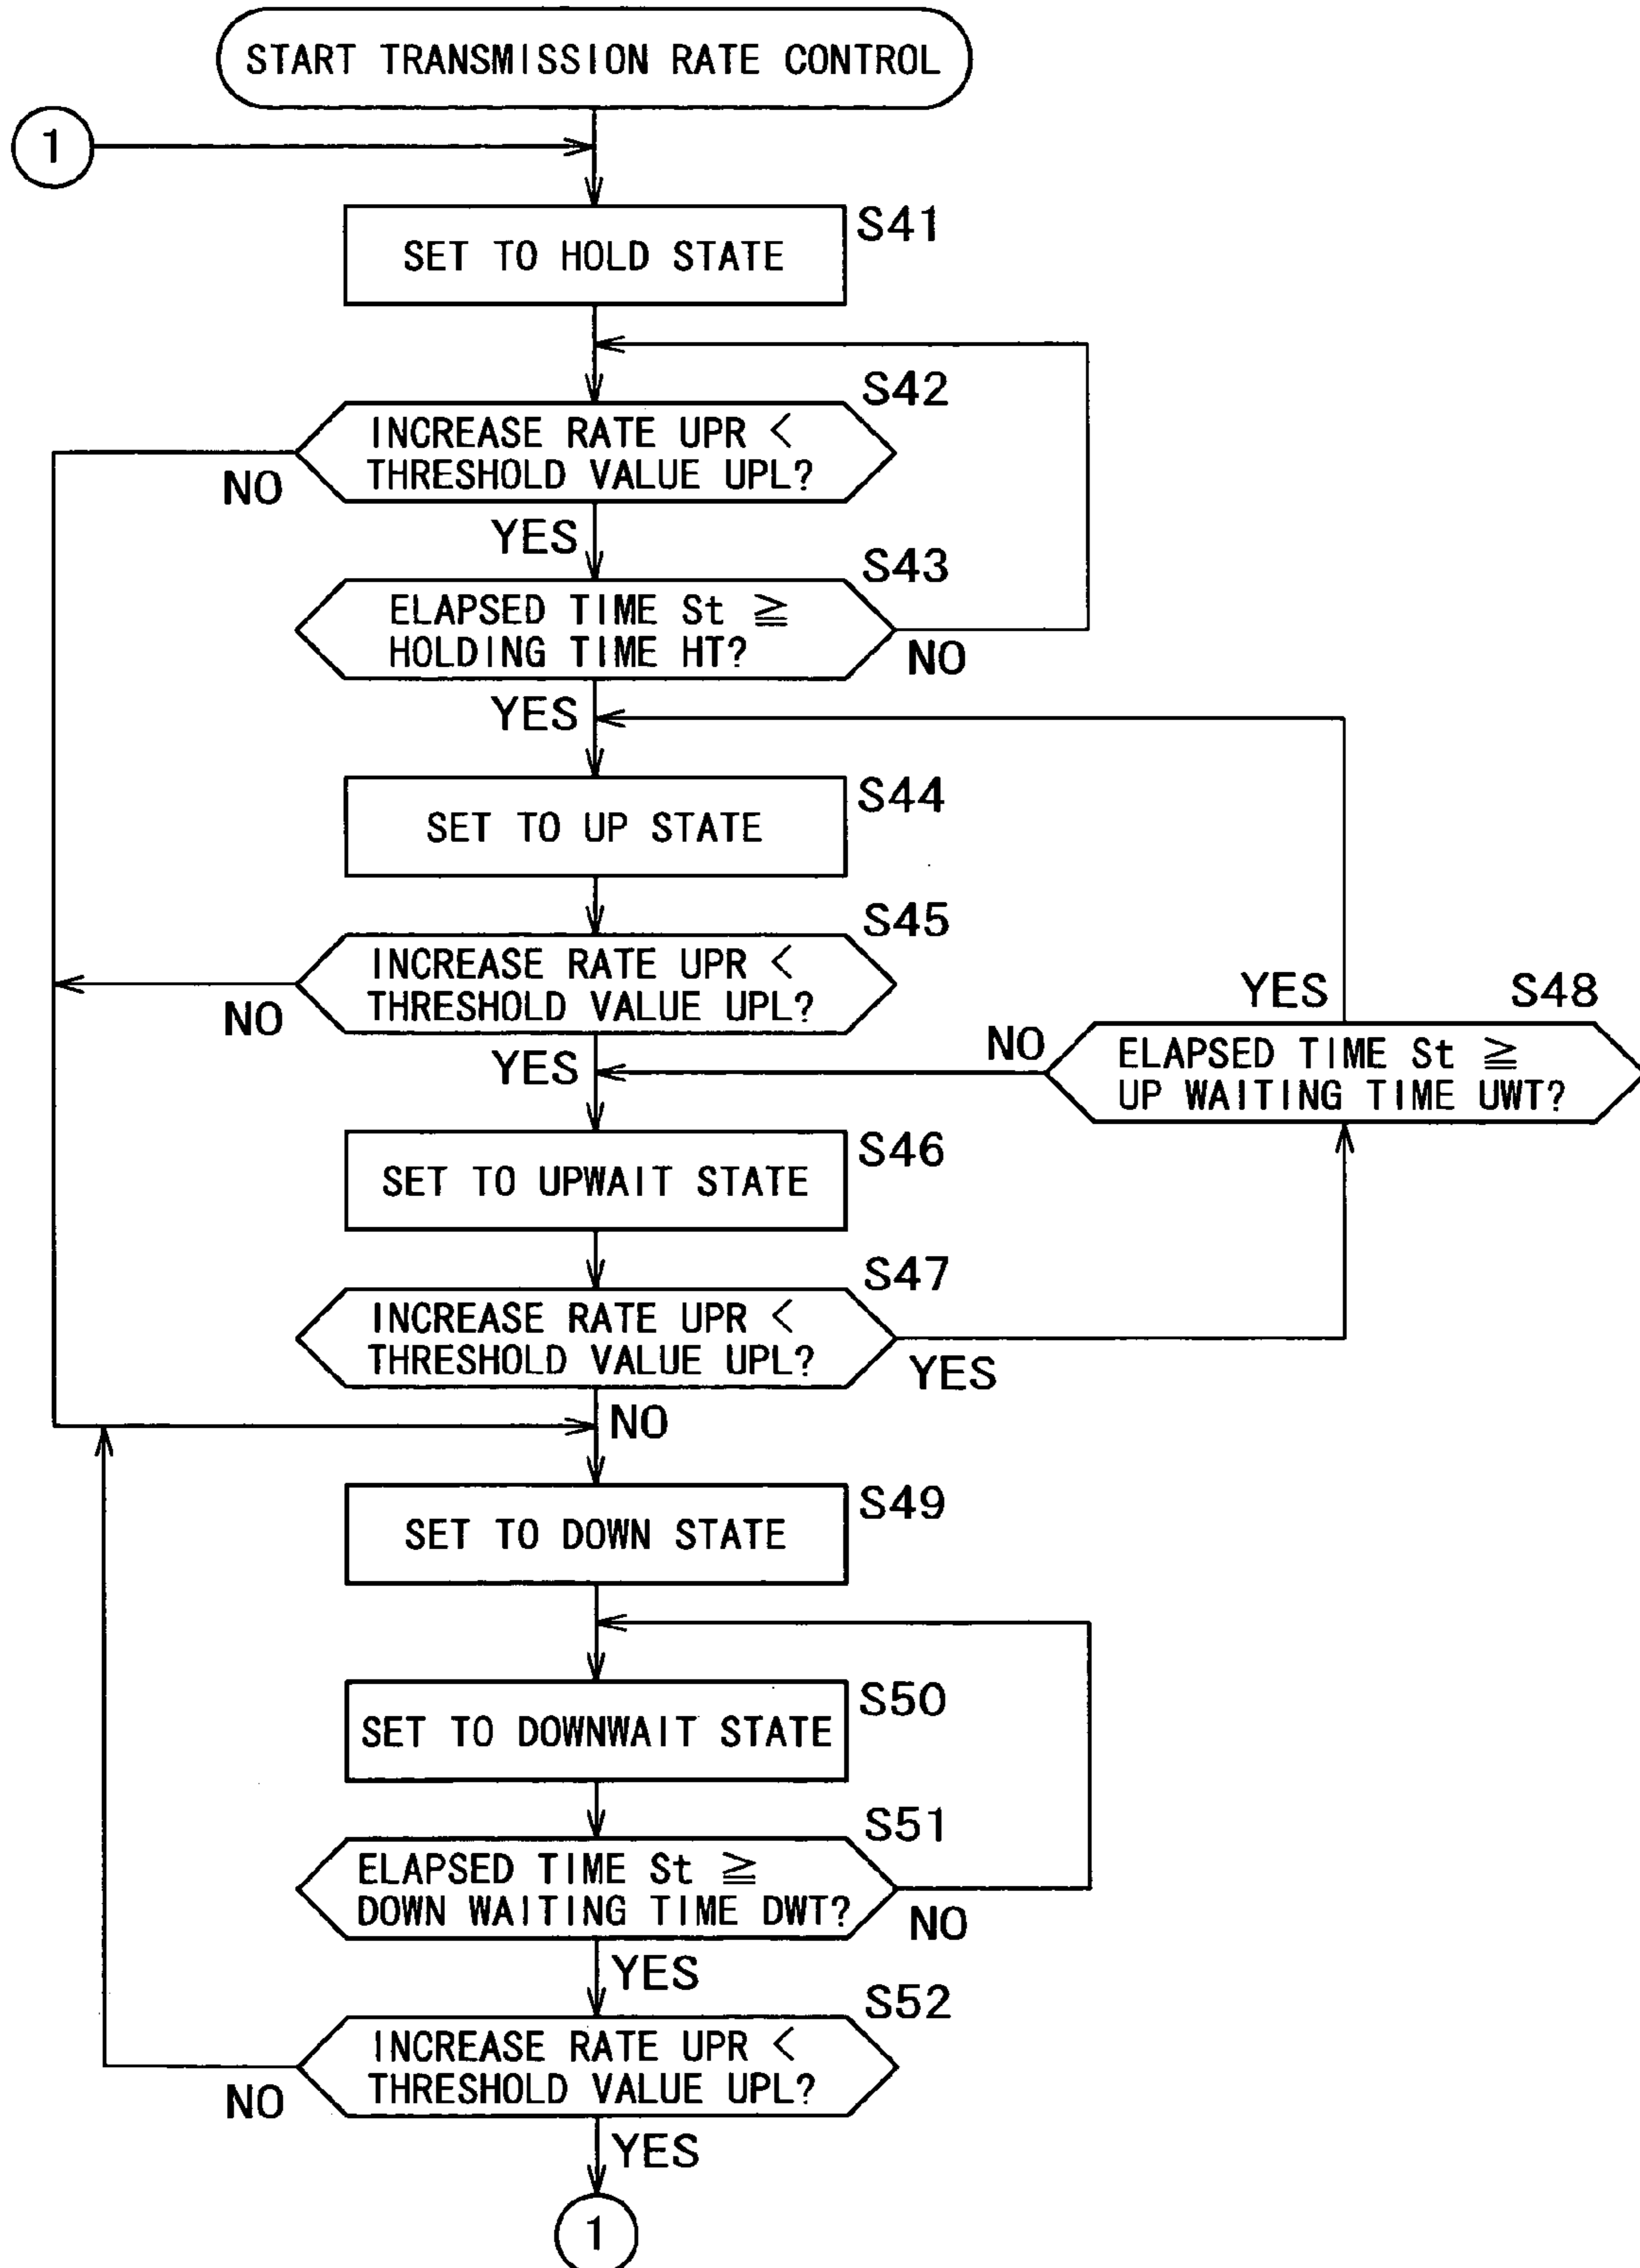 START TRANSMISSION RATE CONTROL
1
S41
SET TO HOLD STATE
S42
INCREASE RATE UPR <
THRESHOLD VALUE UPL?
NO
YES
S43
ELAPSED TIME St ≧
HOLDING TIME HT?
NO
YES
S44
SET TO UP STATE
S45
INCREASE RATE UPR <
THRESHOLD VALUE UPL?
NO
YES
YES
S48
NO
ELAPSED TIME St ≧
UP WAITING TIME UWT?
S46
SET TO UPWAIT STATE
S47
INCREASE RATE UPR <
THRESHOLD VALUE UPL?
YES
NO
S49
SET TO DOWN STATE
S50
SET TO DOWNWAIT STATE
S51
ELAPSED TIME St ≧
DOWN WAITING TIME DWT?
NO
YES
S52
INCREASE RATE UPR <
THRESHOLD VALUE UPL?
NO
YES
1